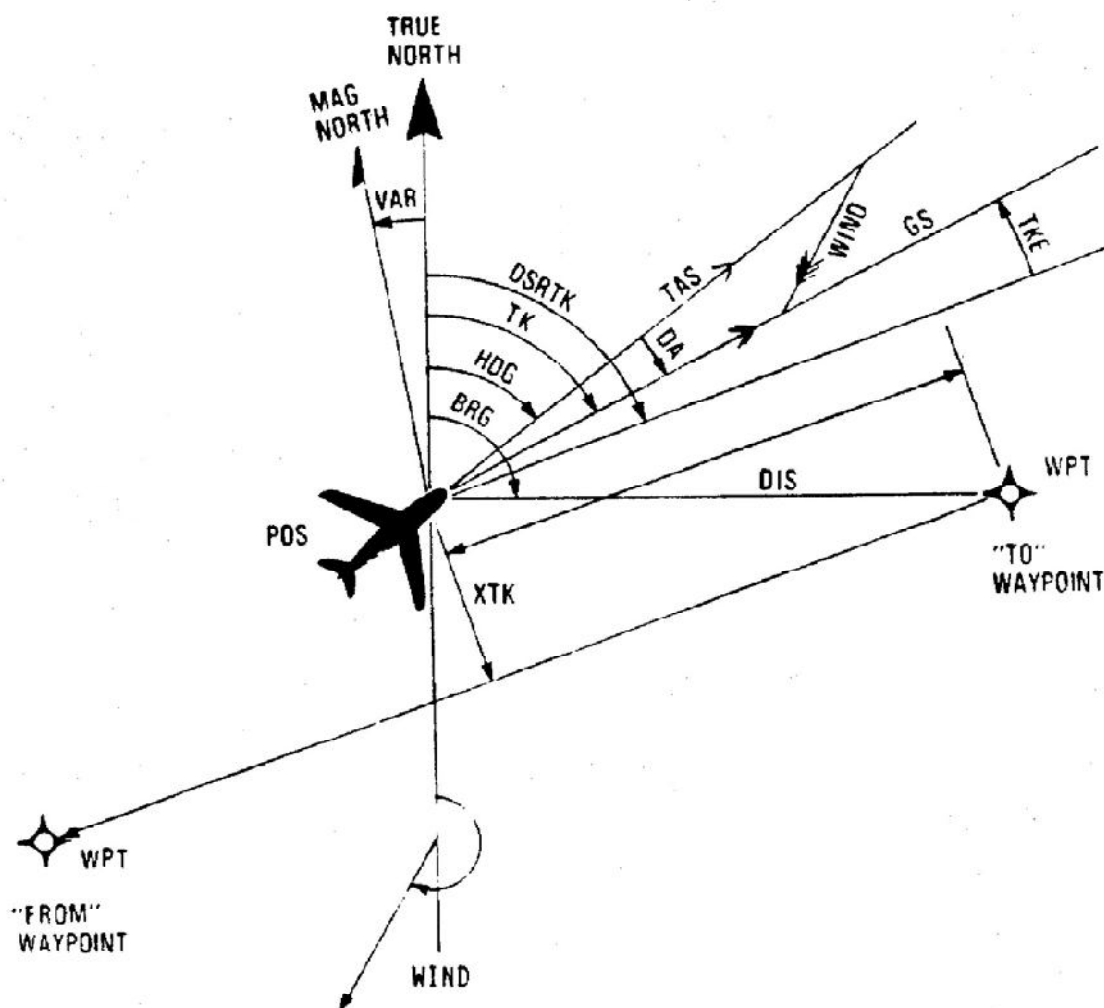 TRUE
NORTH
MAG
NORTH
VAR
DSRTK
TK
HDG
BRG
TAS
DA
WIND
GS
TKE
DIS
WPT
"TO"
WAYPOINT
POS
XTK
WPT
"FROM"
WAYPOINT
WIND